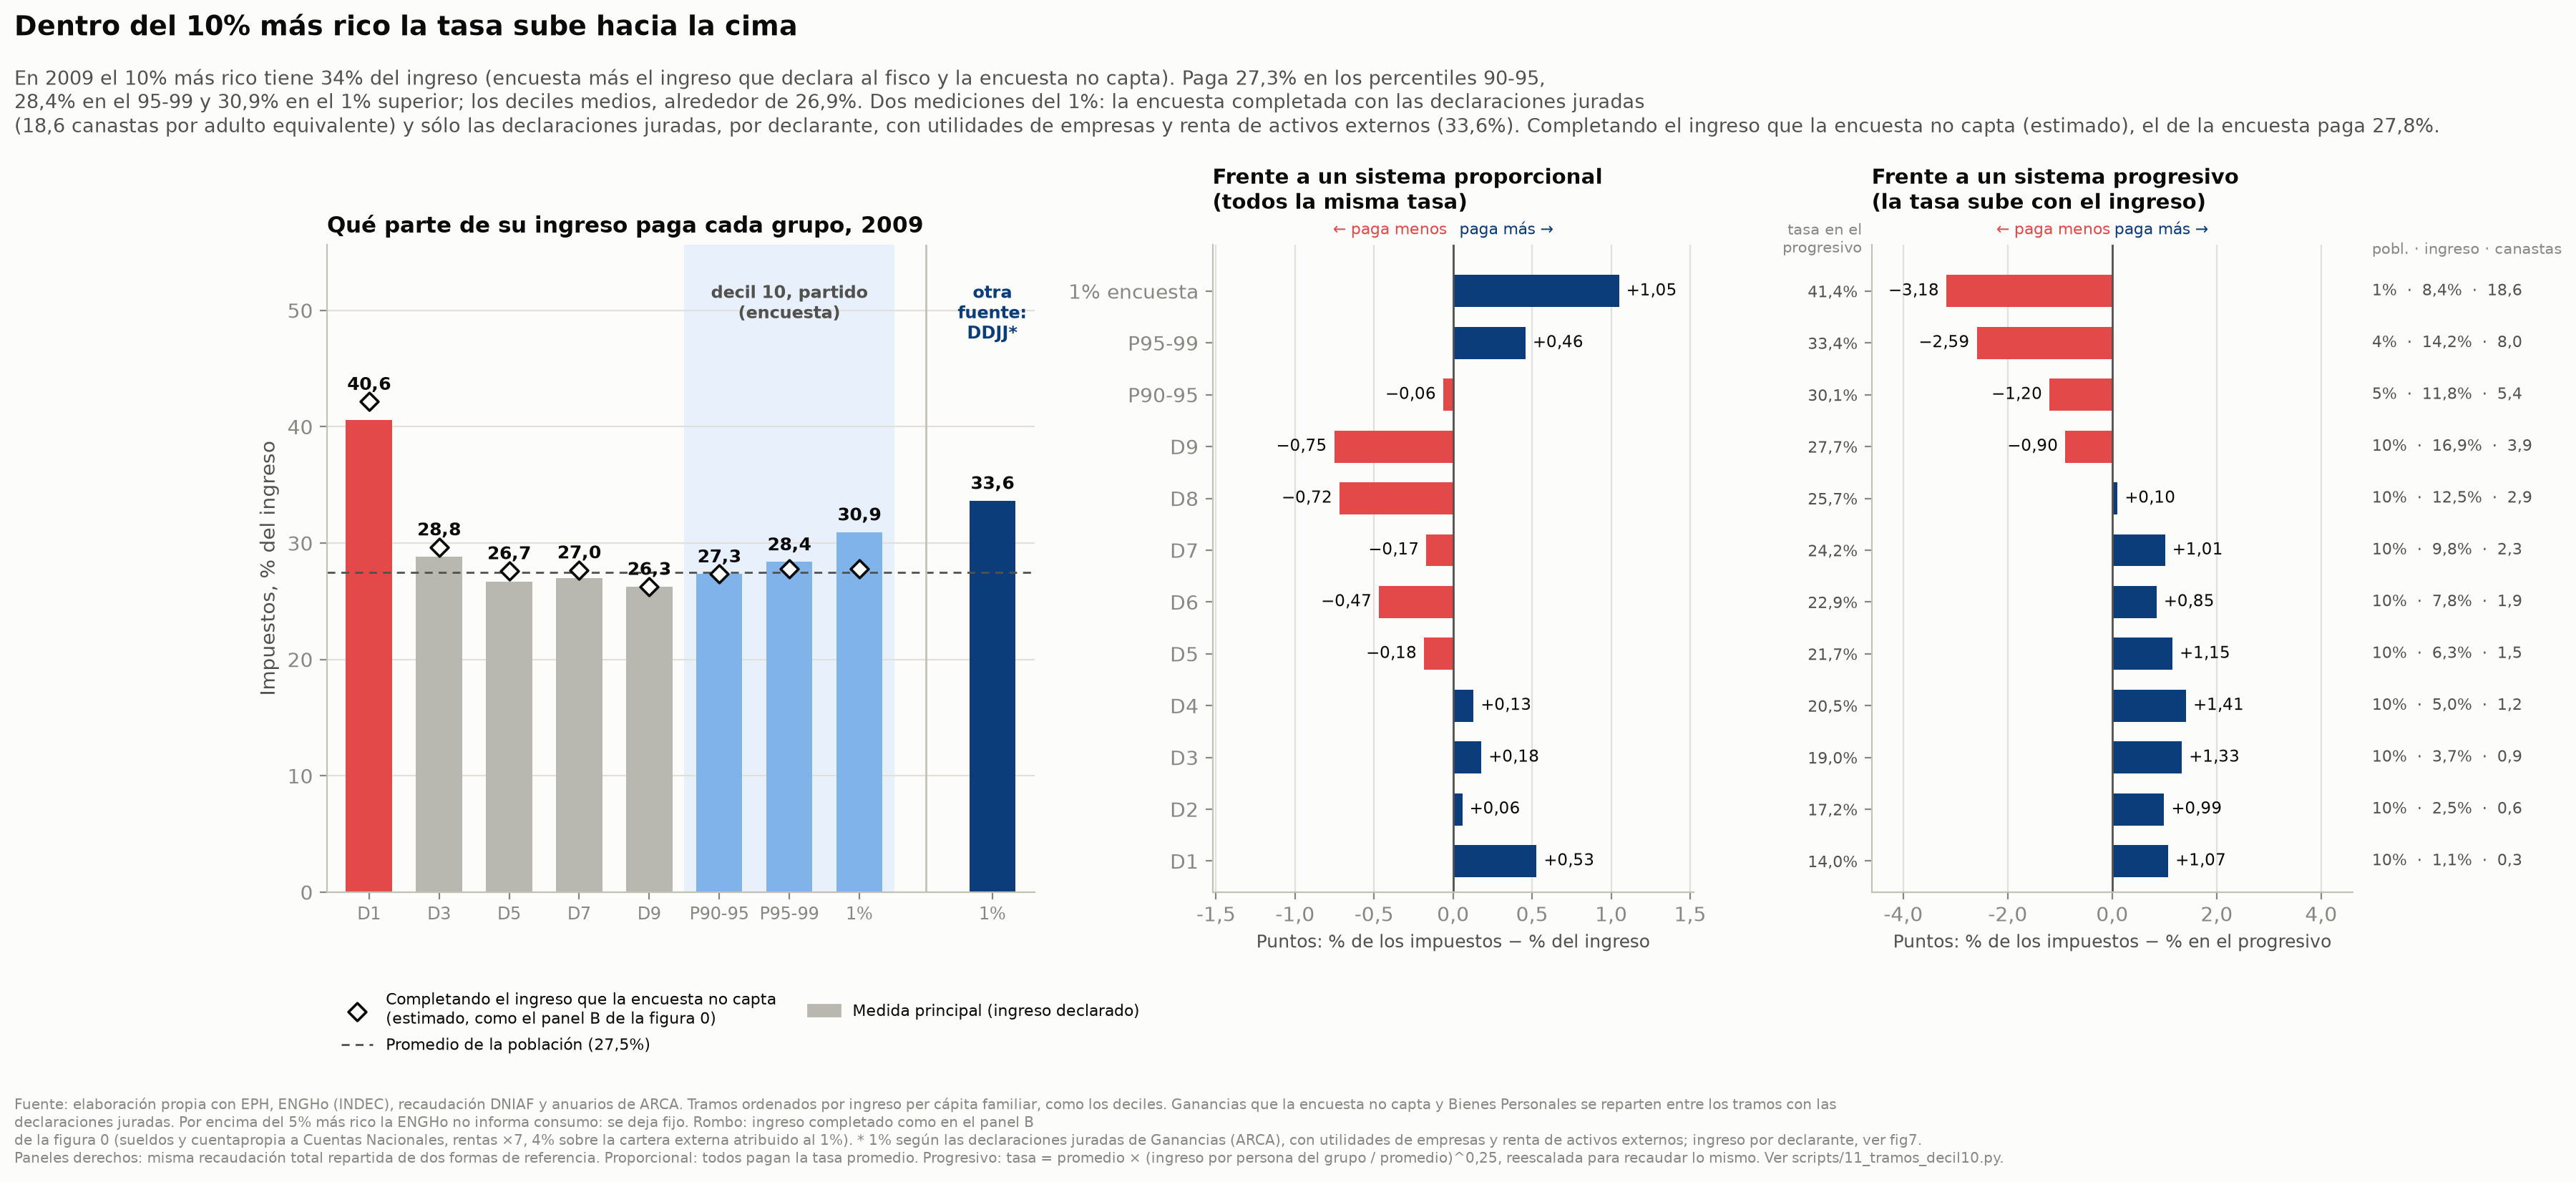 Dentro del 10% más rico la tasa sube hacia la cima
En 2009 el 10% más rico tiene 34% del ingreso (encuesta más el ingreso que declara al fisco y la encuesta no capta). Paga 27,3% en los percentiles 90-95,
28,4% en el 95-99 y 30,9% en el 1% superior; los deciles medios, alrededor de 26,9%. Dos mediciones del 1%: la encuesta completada con las declaraciones juradas
(18,6 canastas por adulto equivalente) y sólo las declaraciones juradas, por declarante, con utilidades de empresas y renta de activos externos (33,6%). Completando el ingreso que la encuesta no capta (estimado), el de la encuesta paga 27,8%.
Qué parte de su ingreso paga cada grupo, 2009
decil 10, partido
(encuesta)
otra
fuente:
DDJJ*
Impuestos, % del ingreso
50
40
30
20
10
0
40,6
28,8
26,7
27,0
26,3
27,3
28,4
30,9
33,6
D1
D3
D5
D7
D9
P90-95
P95-99
1%
1%
Completando el ingreso que la encuesta no capta
(estimado, como el panel B de la figura 0)
Promedio de la población (27,5%)
Medida principal (ingreso declarado)
Frente a un sistema proporcional
(todos la misma tasa)
← paga menos paga más →
1% encuesta +1,05
P95-99 +0,46
P90-95 −0,06
D9 −0,75
D8 −0,72
D7 −0,17
D6 −0,47
D5 −0,18
D4 +0,13
D3 +0,18
D2 +0,06
D1 +0,53
-1,5 -1,0 -0,5 0,0 0,5 1,0 1,5
Puntos: % de los impuestos − % del ingreso
Frente a un sistema progresivo
(la tasa sube con el ingreso)
tasa en el
progresivo
← paga menos paga más →
pobl. · ingreso · canastas
41,4% −3,18 1% · 8,4% · 18,6
33,4% −2,59 4% · 14,2% · 8,0
30,1% −1,20 5% · 11,8% · 5,4
27,7% −0,90 10% · 16,9% · 3,9
25,7% +0,10 10% · 12,5% · 2,9
24,2% +1,01 10% · 9,8% · 2,3
22,9% +0,85 10% · 7,8% · 1,9
21,7% +1,15 10% · 6,3% · 1,5
20,5% +1,41 10% · 5,0% · 1,2
19,0% +1,33 10% · 3,7% · 0,9
17,2% +0,99 10% · 2,5% · 0,6
14,0% +1,07 10% · 1,1% · 0,3
-4,0 -2,0 0,0 2,0 4,0
Puntos: % de los impuestos − % en el progresivo
Fuente: elaboración propia con EPH, ENGHo (INDEC), recaudación DNIAF y anuarios de ARCA. Tramos ordenados por ingreso per cápita familiar, como los deciles. Ganancias que la encuesta no capta y Bienes Personales se reparten entre los tramos con las
declaraciones juradas. Por encima del 5% más rico la ENGHo no informa consumo: se deja fijo. Rombo: ingreso completado como en el panel B
de la figura 0 (sueldos y cuentapropia a Cuentas Nacionales, rentas ×7, 4% sobre la cartera externa atribuido al 1%). * 1% según las declaraciones juradas de Ganancias (ARCA), con utilidades de empresas y renta de activos externos; ingreso por declarante, ver fig7.
Paneles derechos: misma recaudación total repartida de dos formas de referencia. Proporcional: todos pagan la tasa promedio. Progresivo: tasa = promedio × (ingreso por persona del grupo / promedio)^0,25, reescalada para recaudar lo mismo. Ver scripts/11_tramos_decil10.py.